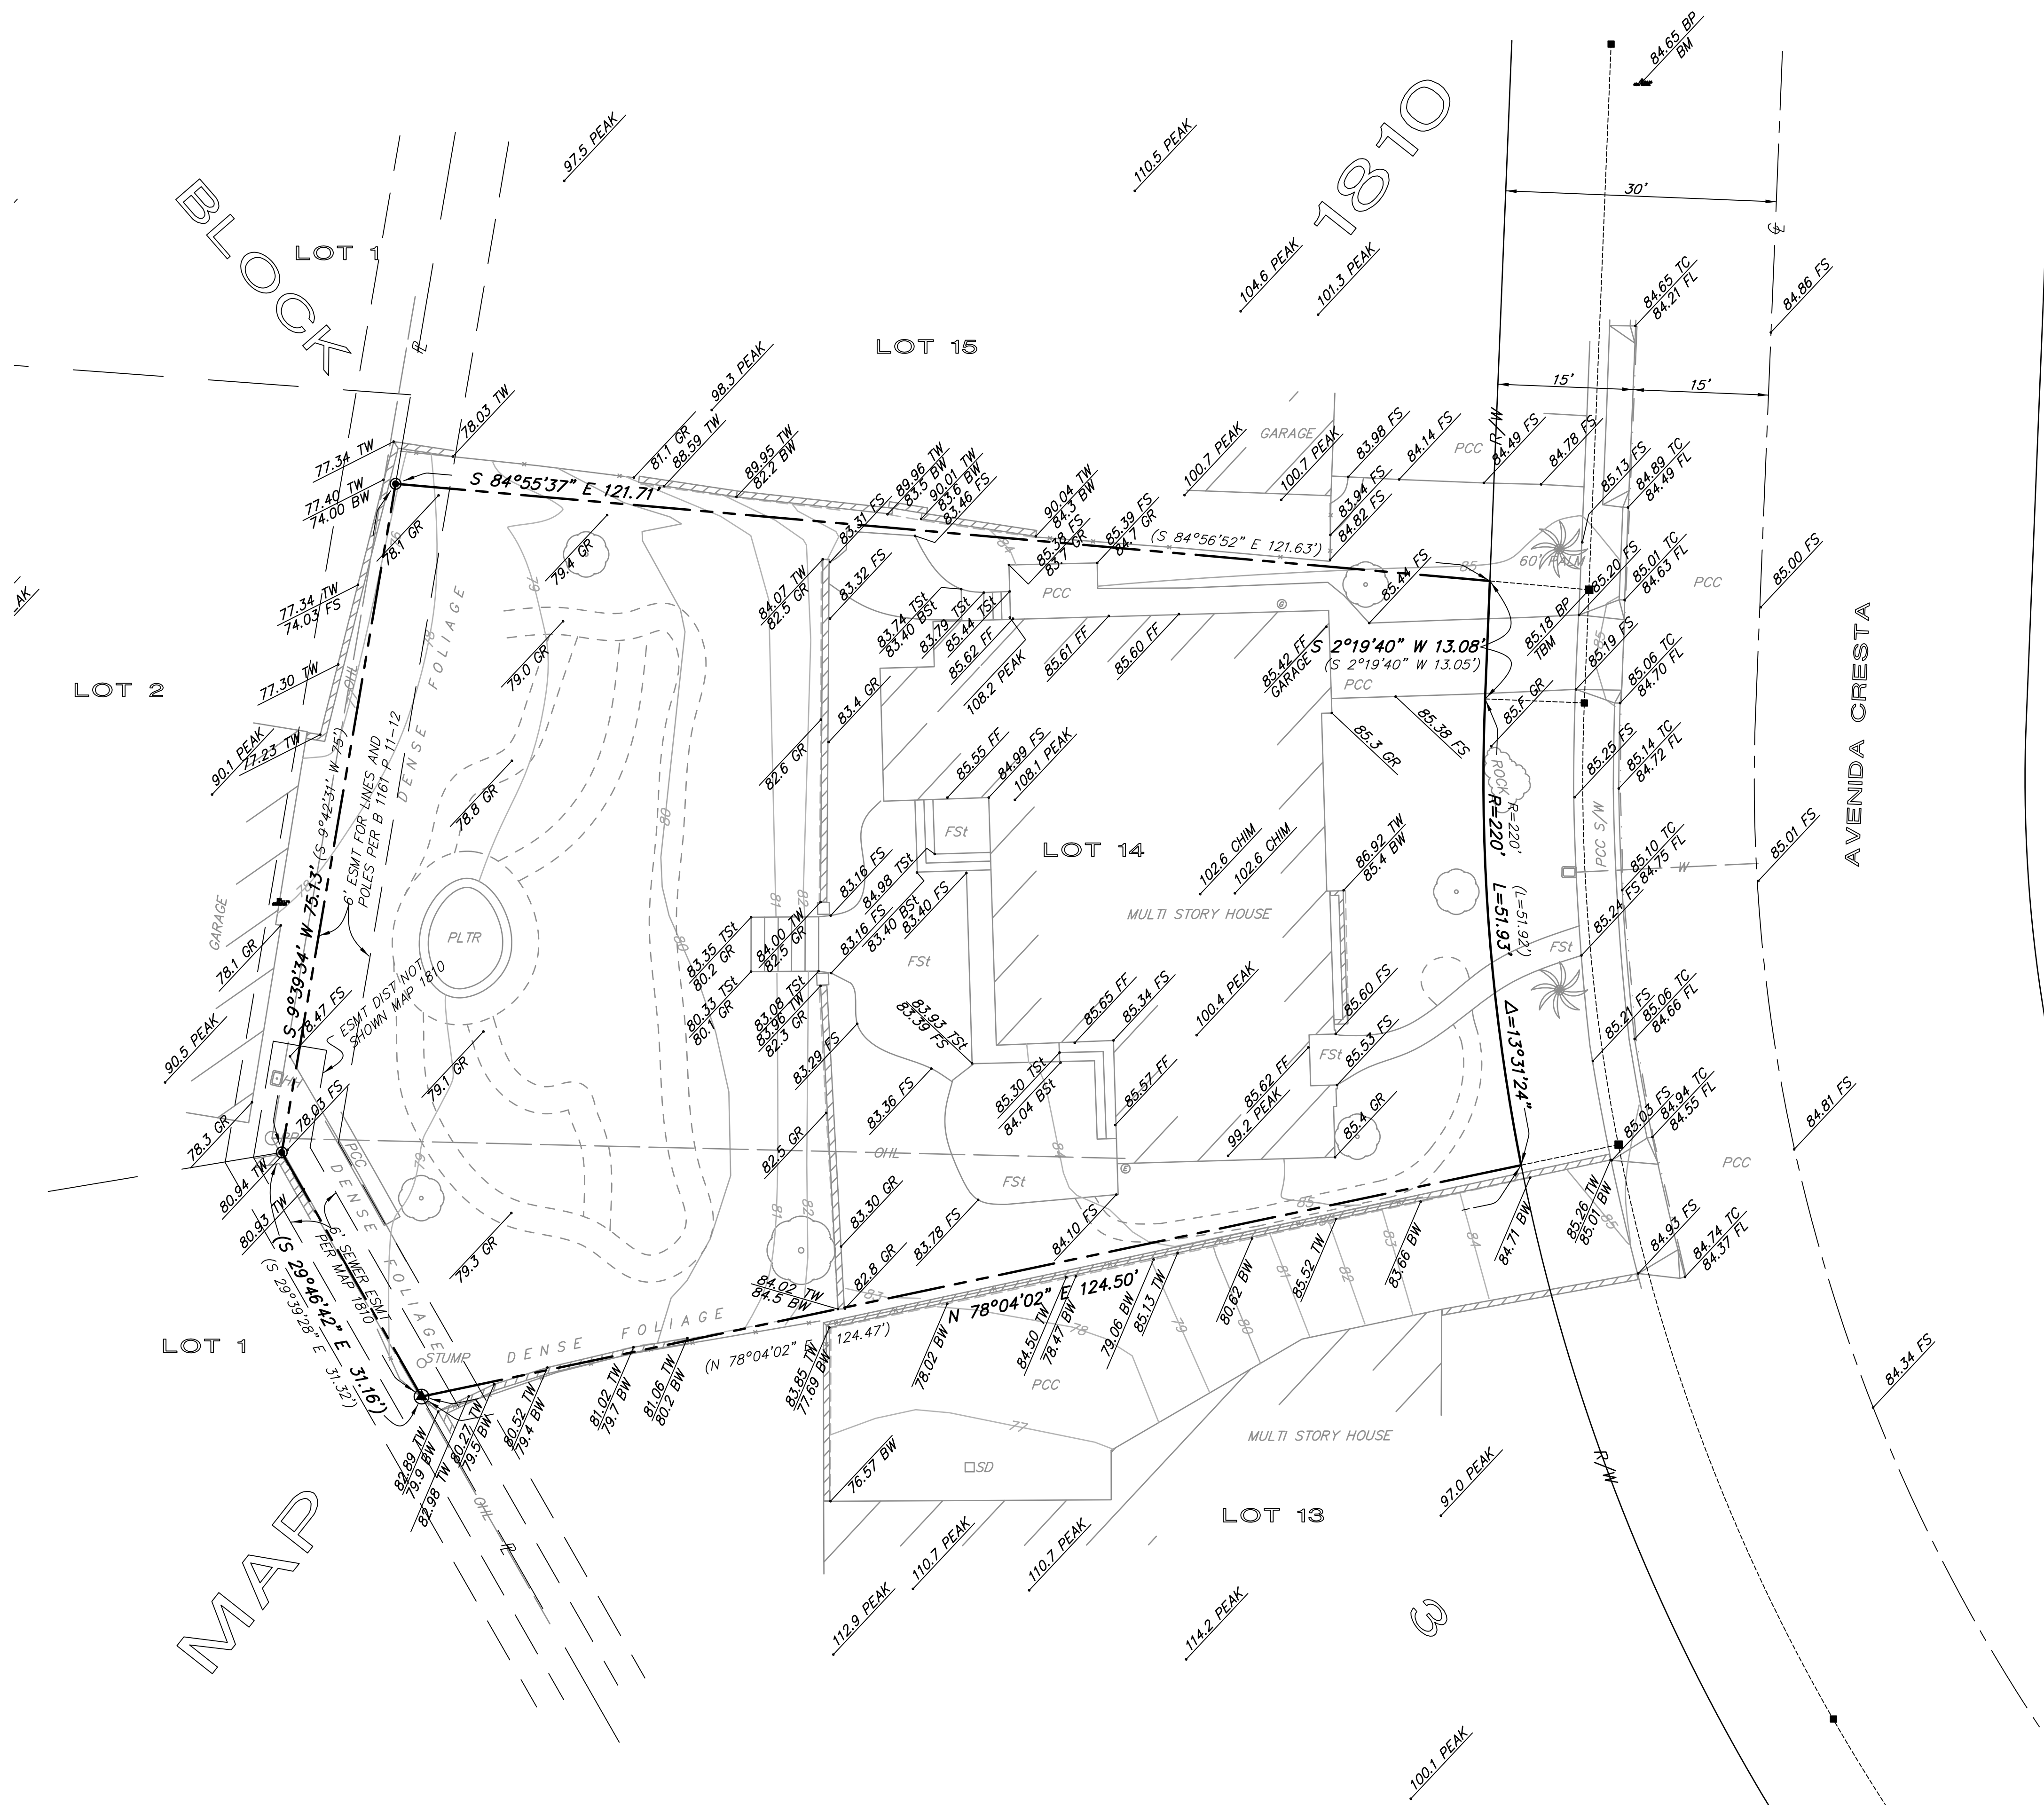 84.65 BP
BM
97.5 PEAK
110.5 PEAK
1810
BLOCK
LOT 1
30'
104.6 PEAK
101.3 PEAK
84.65 TC
84.21 FL
84.86 FS
LOT 15
98.3 PEAK
15'
15'
R/W
78.03 TW
81.1 GR
88.59 TW
89.95 TW
82.2 BW
89.96 TW
83.5 BW
90.01 TW
83.6 BW
83.46 FS
83.31 FS
90.04 TW
84.3 BW
85.38 FS
83.7 GR
85.39 FS
84.7 GR
100.7 PEAK
GARAGE
100.7 PEAK
83.98 FS
84.14 FS
83.94 FS
84.82 FS
PCC
84.49 FS
84.78 FS
85.13 FS
84.89 TC
84.49 FL
77.34 TW
77.40 TW
74.00 BW
S 84°55'37" E 121.71'
(S 84°56'52" E 121.63')
84
85
78.1 GR
79.4 GR
79
78
77.34 TW
74.03 FS
77.30 TW
OHL
84.07 TW
82.5 GR
83.32 FS
83.74 TSt
83.40 BSt
83.79 TSt
85.44 TSt
85.62 FF
108.2 PEAK
PCC
85.61 FF
85.60 FF
85.42 FF
GARAGE
85.44 FS
60' PALM
85.20 FS
85.01 TC
84.63 FL
PCC
85.00 FS
85.18 BP
TBM
S 2°19'40" W 13.08'
(S 2°19'40" W 13.05')
85
85.19 FS
85.06 TC
84.70 FL
AVENIDA CRESTA
LOT 2
79.0 GR
83.4 GR
PCC
85.38 FS
85.3 GR
ROCK
90.1 PEAK
77.23 TW
DENSE FOLIAGE
6' ESMT FOR LINES AND
POLES PER B 1161 P 11-12
S 9°39'34' W 75.13'
(S 9°42'31' W 75')
78.8 GR
80
82.6 GR
85.55 FF
84.99 FS
108.1 PEAK
85.25 FS
85.14 TC
84.72 FL
FSt
LOT 14
102.6 CHIM
102.6 CHIM
86.92 TW
85.4 BW
R=220'
R=220'
L=51.93'
(L=51.92')
PCC S/W
85.10 TC
84.75 FL
W
85.01 FS
GARAGE
PLTR
81
82
80
83.16 FS
84.98 TSt
83.16 FS
83.40 BSt
83.40 FS
MULTI STORY HOUSE
85.24 FS
FSt
78.1 GR
83.35 TSt
80.2 GR
84.00 TW
82.5 GR
80.33 TSt
80.1 GR
83.08 TSt
83.96 TW
82.3 GR
FSt
83.93 TSt
83.39 FS
85.65 FF
85.34 FS
100.4 PEAK
85.60 FS
Δ=13°31'24"
85.21 FS
85.06 TC
84.66 FL
78.47 FS
ESMT DIST NOT
SHOWN MAP 1810
90.5 PEAK
HH
79.1 GR
83.29 FS
83.36 FS
85.30 TSt
84.04 BSt
85.57 FF
85.62 FF
99.2 PEAK
FSt
85.53 FS
85.4 GR
85.03 FS
84.94 TC
84.55 FL
84.81 FS
78.3 GR
78.03 FS
PP
PCC
79
82.5 GR
OHL
84
FSt
PCC
80.94 TW
80.93 TW
DENSE FOLIAGE
6' SEWER ESMT
PER MAP 1810
(S 29°46'42" E 31.16')
(S 29°39'28" E 31.32')
79.3 GR
81
82
83.30 GR
83.78 FS
84.10 FS
85
84.71 BW
85.26 TW
85.01 BW
85
84.93 FS
84.74 TC
84.37 FL
82.8 GR
84.02 TW
84.5 BW
83
N 78°04'02" E 124.50'
81
82
83
84
80.62 BW
85.52 TW
83.66 BW
LOT 1
STUMP
DENSE FOLIAGE
124.47')
(N 78°04'02"
78.02 BW
84.50 TW
78.47 BW
79.06 BW
85.13 TW
78
79
80
84.34 FS
83.85 TW
77.69 BW
PCC
82.89 TW
79.9 BW
82.98 TW
80.27 TW
79.5 BW
80.52 TW
79.4 BW
81.02 TW
79.7 BW
81.06 TW
80.2 BW
77
MULTI STORY HOUSE
76.57 BW
SD
R/W
97.0 PEAK
OHL
MAP
LOT 13
110.7 PEAK
110.7 PEAK
112.9 PEAK
114.2 PEAK
3
100.1 PEAK